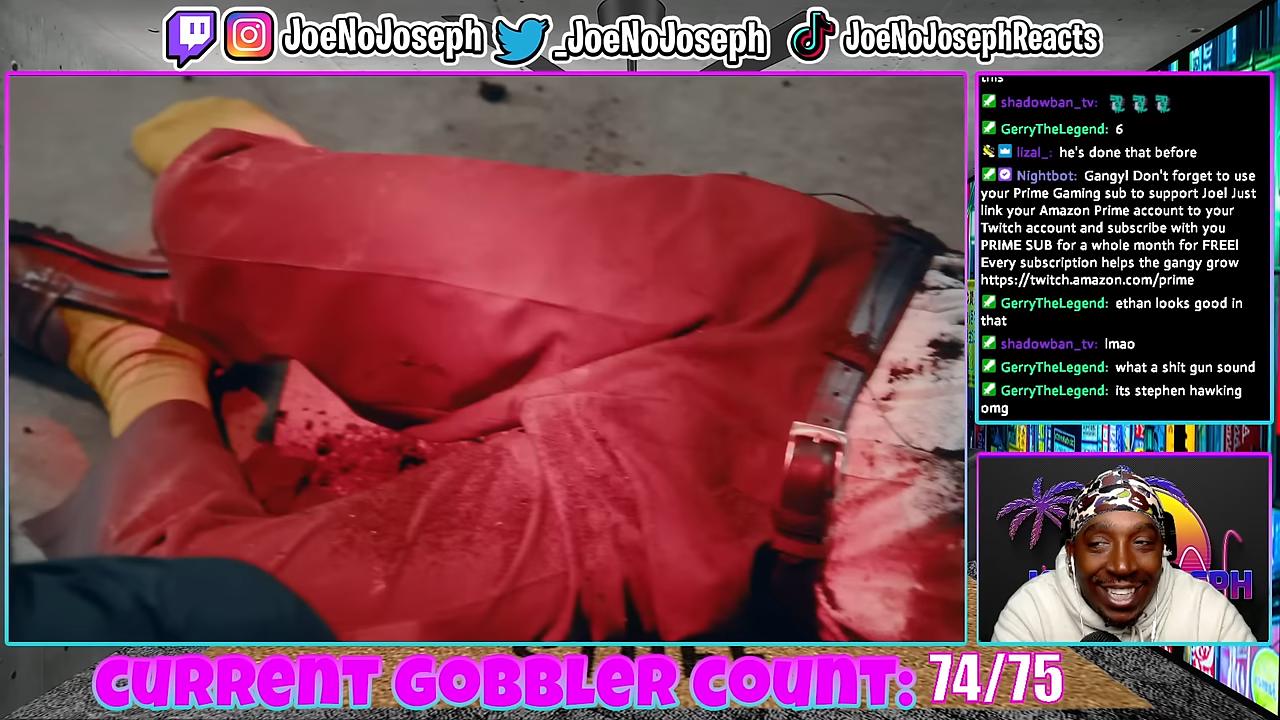 JoeNoJoseph _JoeNoJoseph JoeNoJosephReacts
this
shadowban_tv:
GerryTheLegend: 6
lizal_: he's done that before
Nightbot: Gangy! Don't forget to use
your Prime Gaming sub to support Joe! Just
link your Amazon Prime account to your
Twitch account and subscribe with you
PRIME SUB for a whole month for FREE!
Every subscription helps the gangy grow
https://twitch.amazon.com/prime
GerryTheLegend: ethan looks good in
that
shadowban_tv: lmao
GerryTheLegend: what a shit gun sound
GerryTheLegend: its stephen hawking
omg
CURRENT GOBBLER COUNT: 74/75